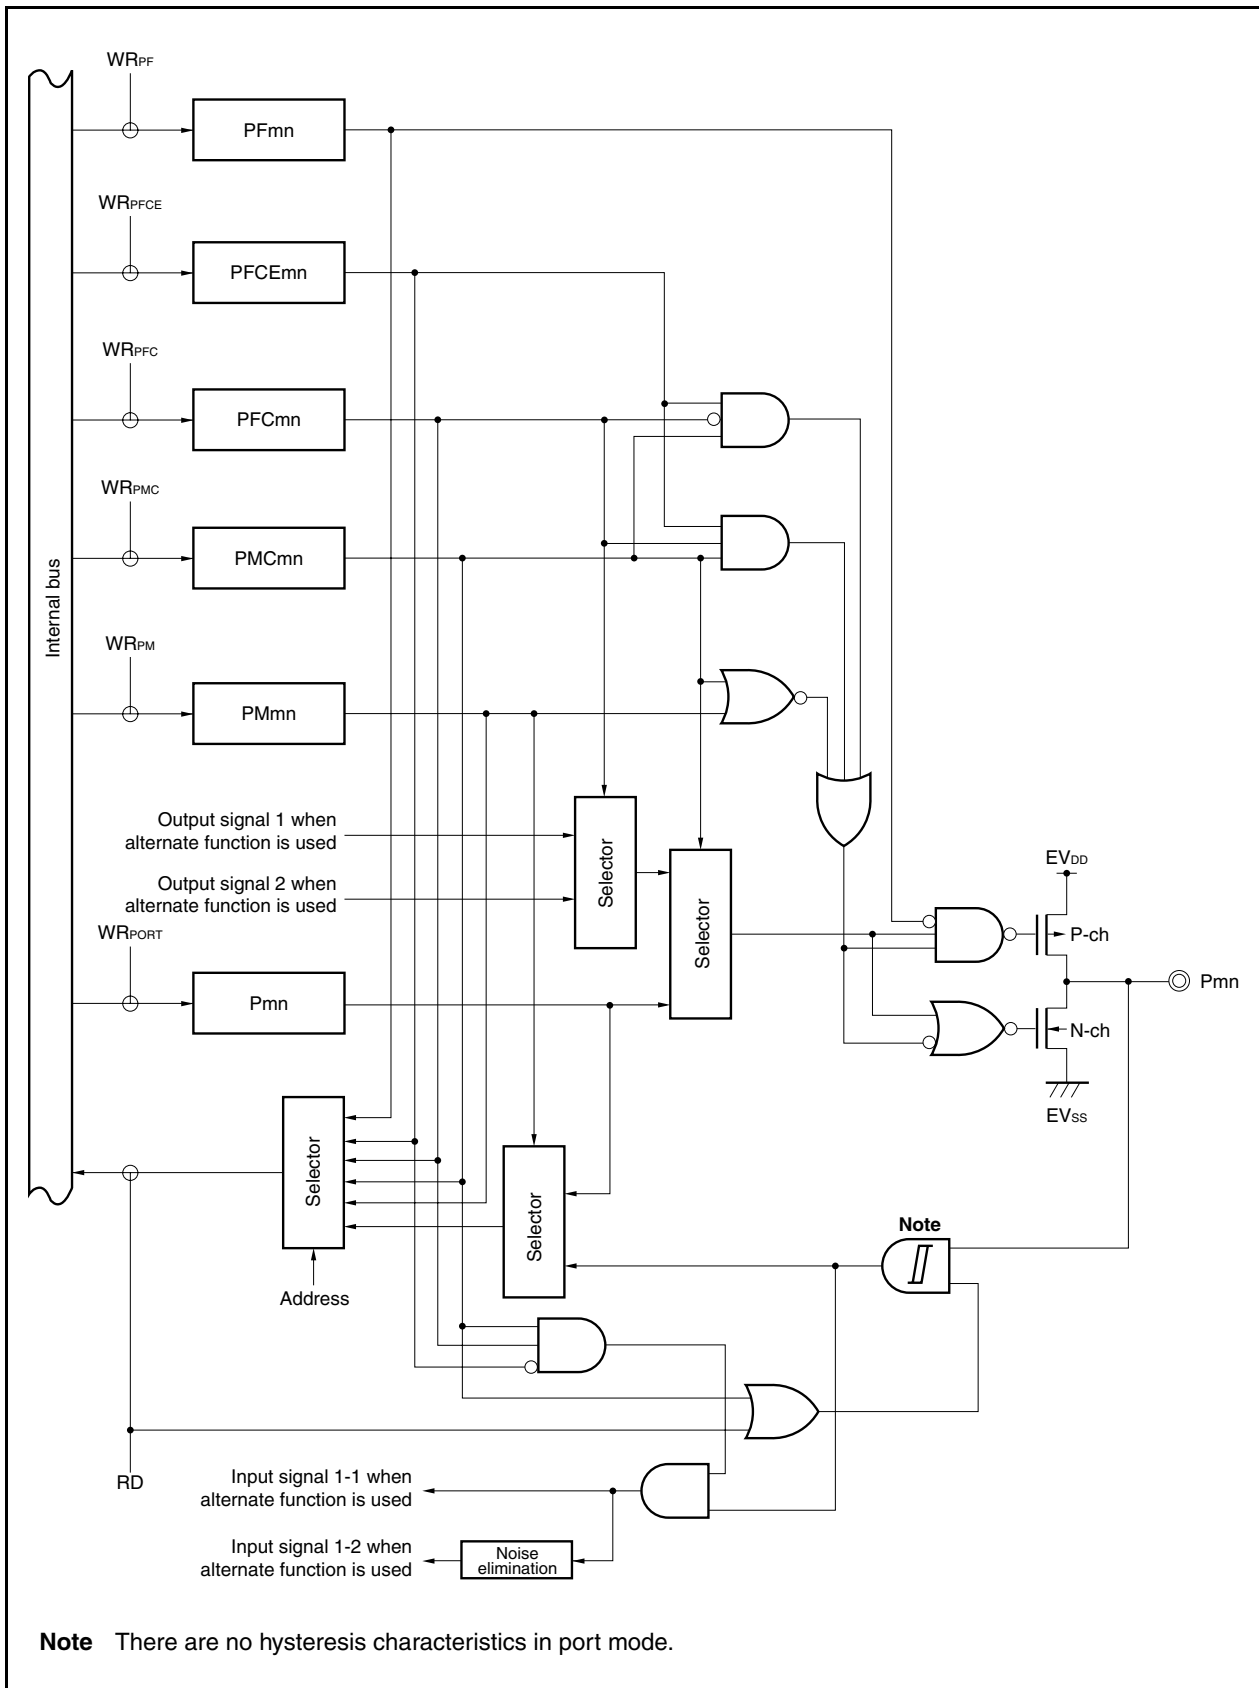 WRPF
PFmn
WRPFCE
PFCEmn
WRPFC
PFCmn
WRPMC
PMCmn
Internal bus
WRPM
PMmn
Output signal 1 when
alternate function is used
Output signal 2 when
alternate function is used
Selector
Selector
EVDD
P-ch
WRPORT
Pmn
Pmn
N-ch
EVSS
Selector
Selector
Note
Address
RD
Input signal 1-1 when
alternate function is used
Input signal 1-2 when
alternate function is used
Noise
elimination
Note There are no hysteresis characteristics in port mode.